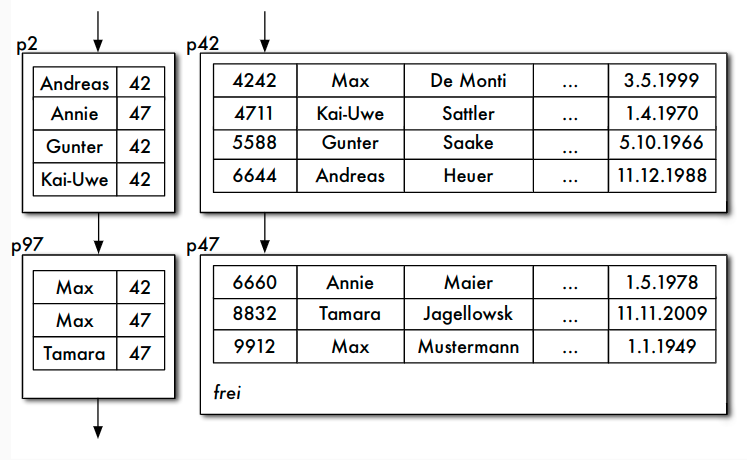 p2
Andreas 42
Annie 47
Gunter 42
Kai-Uwe 42
p97
Max 42
Max 47
Tamara 47
p42
4242 Max De Monti ... 3.5.1999
4711 Kai-Uwe Sattler ... 1.4.1970
5588 Gunter Saake ... 5.10.1966
6644 Andreas Heuer ... 11.12.1988
p47
6660 Annie Maier ... 1.5.1978
8832 Tamara Jagellowsk ... 11.11.2009
9912 Max Mustermann ... 1.1.1949
frei